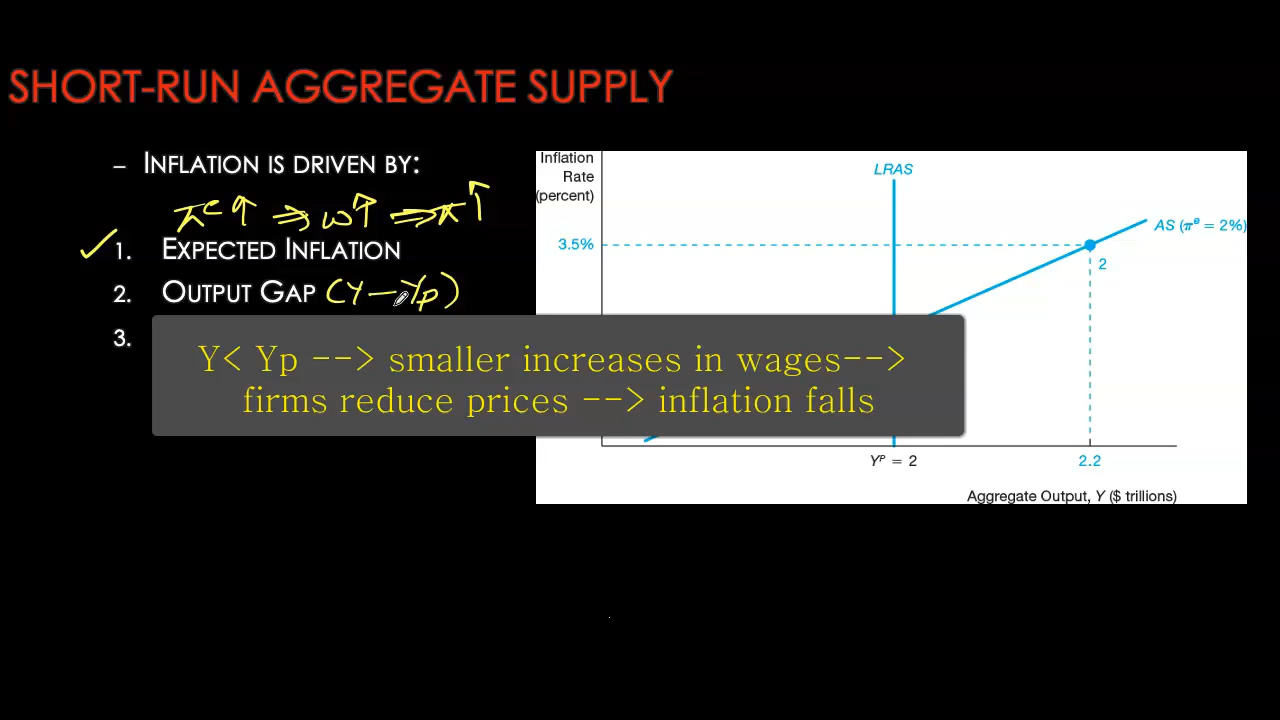 SHORT-RUN AGGREGATE SUPPLY
– INFLATION IS DRIVEN BY:
πe ↑ ⇒ w↑ ⇒ π↑
✓ 1. EXPECTED INFLATION
2. OUTPUT GAP (Y – Yp)
3.
Y< Yp --> smaller increases in wages-->
firms reduce prices --> inflation falls
Inflation
Rate
(percent)
LRAS
AS (πe = 2%)
3.5%
2
YP = 2
2.2
Aggregate Output, Y ($ trillions)